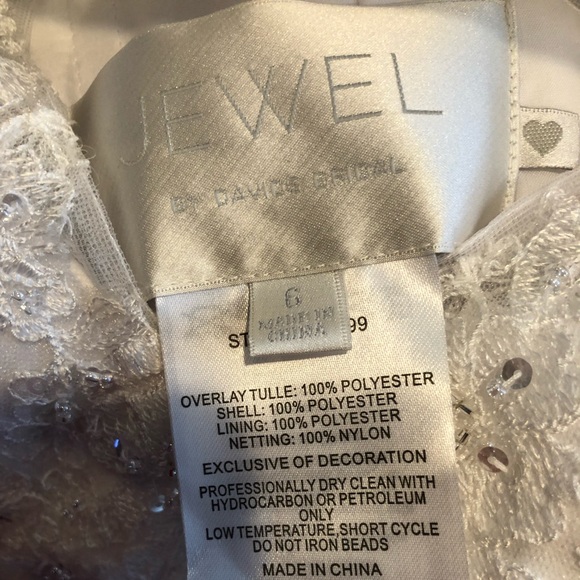 JEWEL
BY DAVIDS BRIDAL
6
MADE IN
CHINA
ST 99
OVERLAY TULLE: 100% POLYESTER
SHELL: 100% POLYESTER
LINING: 100% POLYESTER
NETTING: 100% NYLON
EXCLUSIVE OF DECORATION
PROFESSIONALLY DRY CLEAN WITH
HYDROCARBON OR PETROLEUM
ONLY
LOW TEMPERATURE,SHORT CYCLE
DO NOT IRON BEADS
MADE IN CHINA